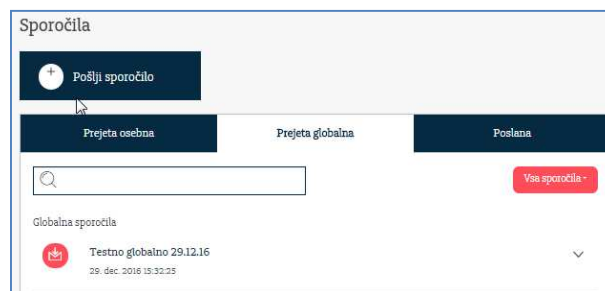 Sporočila
Pošlji sporočilo
Prejeta osebna
Prejeta globalna
Poslana
Vsa sporočila
Globalna sporočila
Testno globalno 29.12.16
29. dec. 2016 15:32:25